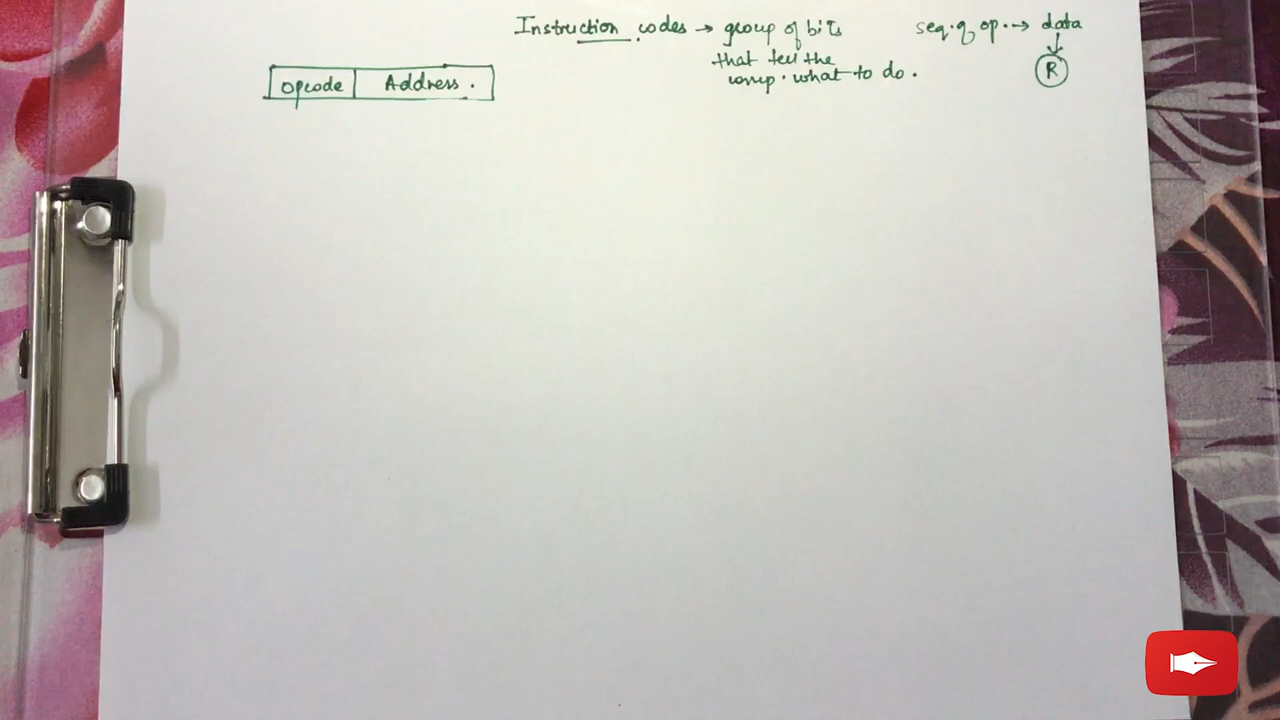 Instruction codes → group of bits
that tell the
comp. what to do.
seq. of op. → data
R
opcode
Address.